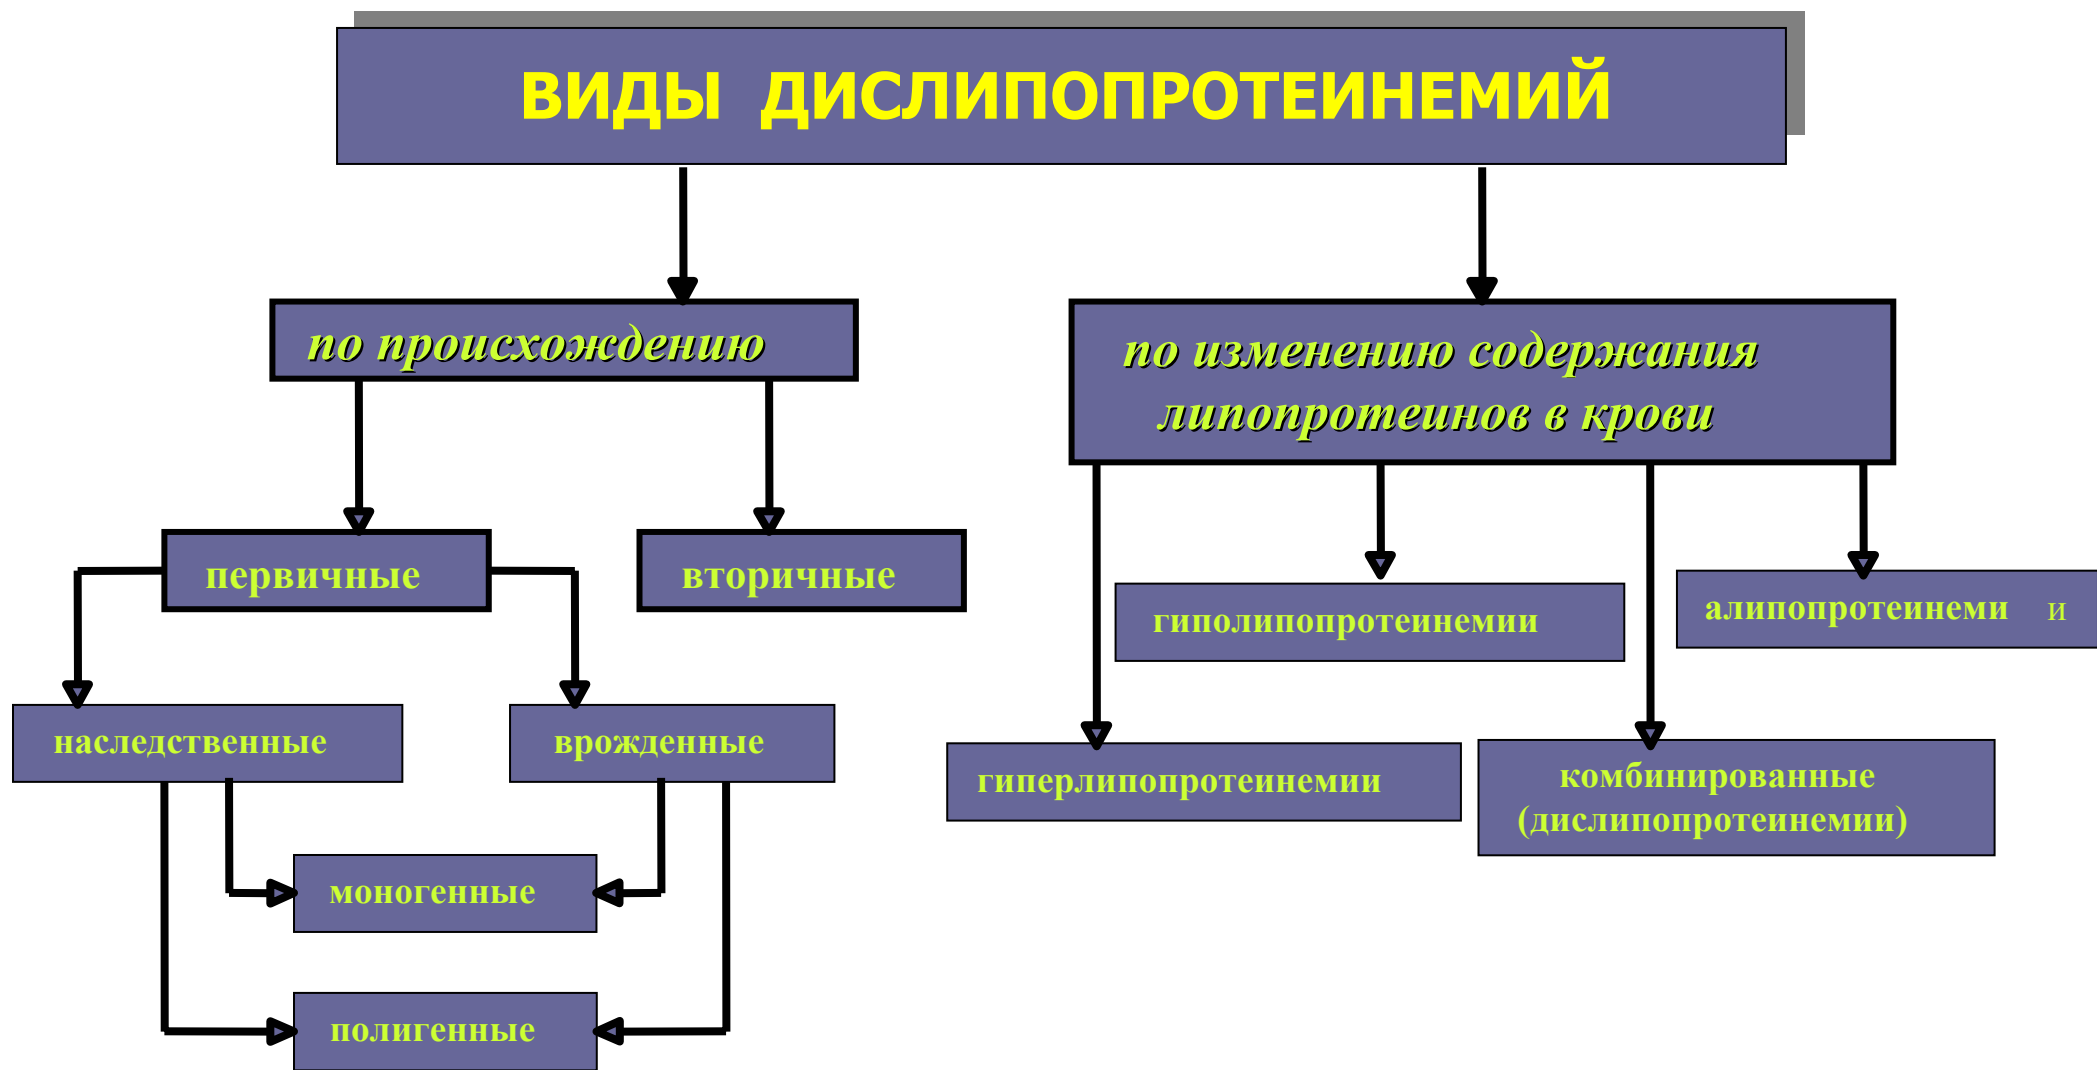 ВИДЫ ДИСЛИПОПРОТЕИНЕМИЙ
по происхождению
по изменению содержания
липопротеинов в крови
первичные
вторичные
гиполипопротеинемии
алипопротеинеми и
наследственные
врожденные
гиперлипопротеинемии
комбинированные
(дислипопротеинемии)
моногенные
полигенные